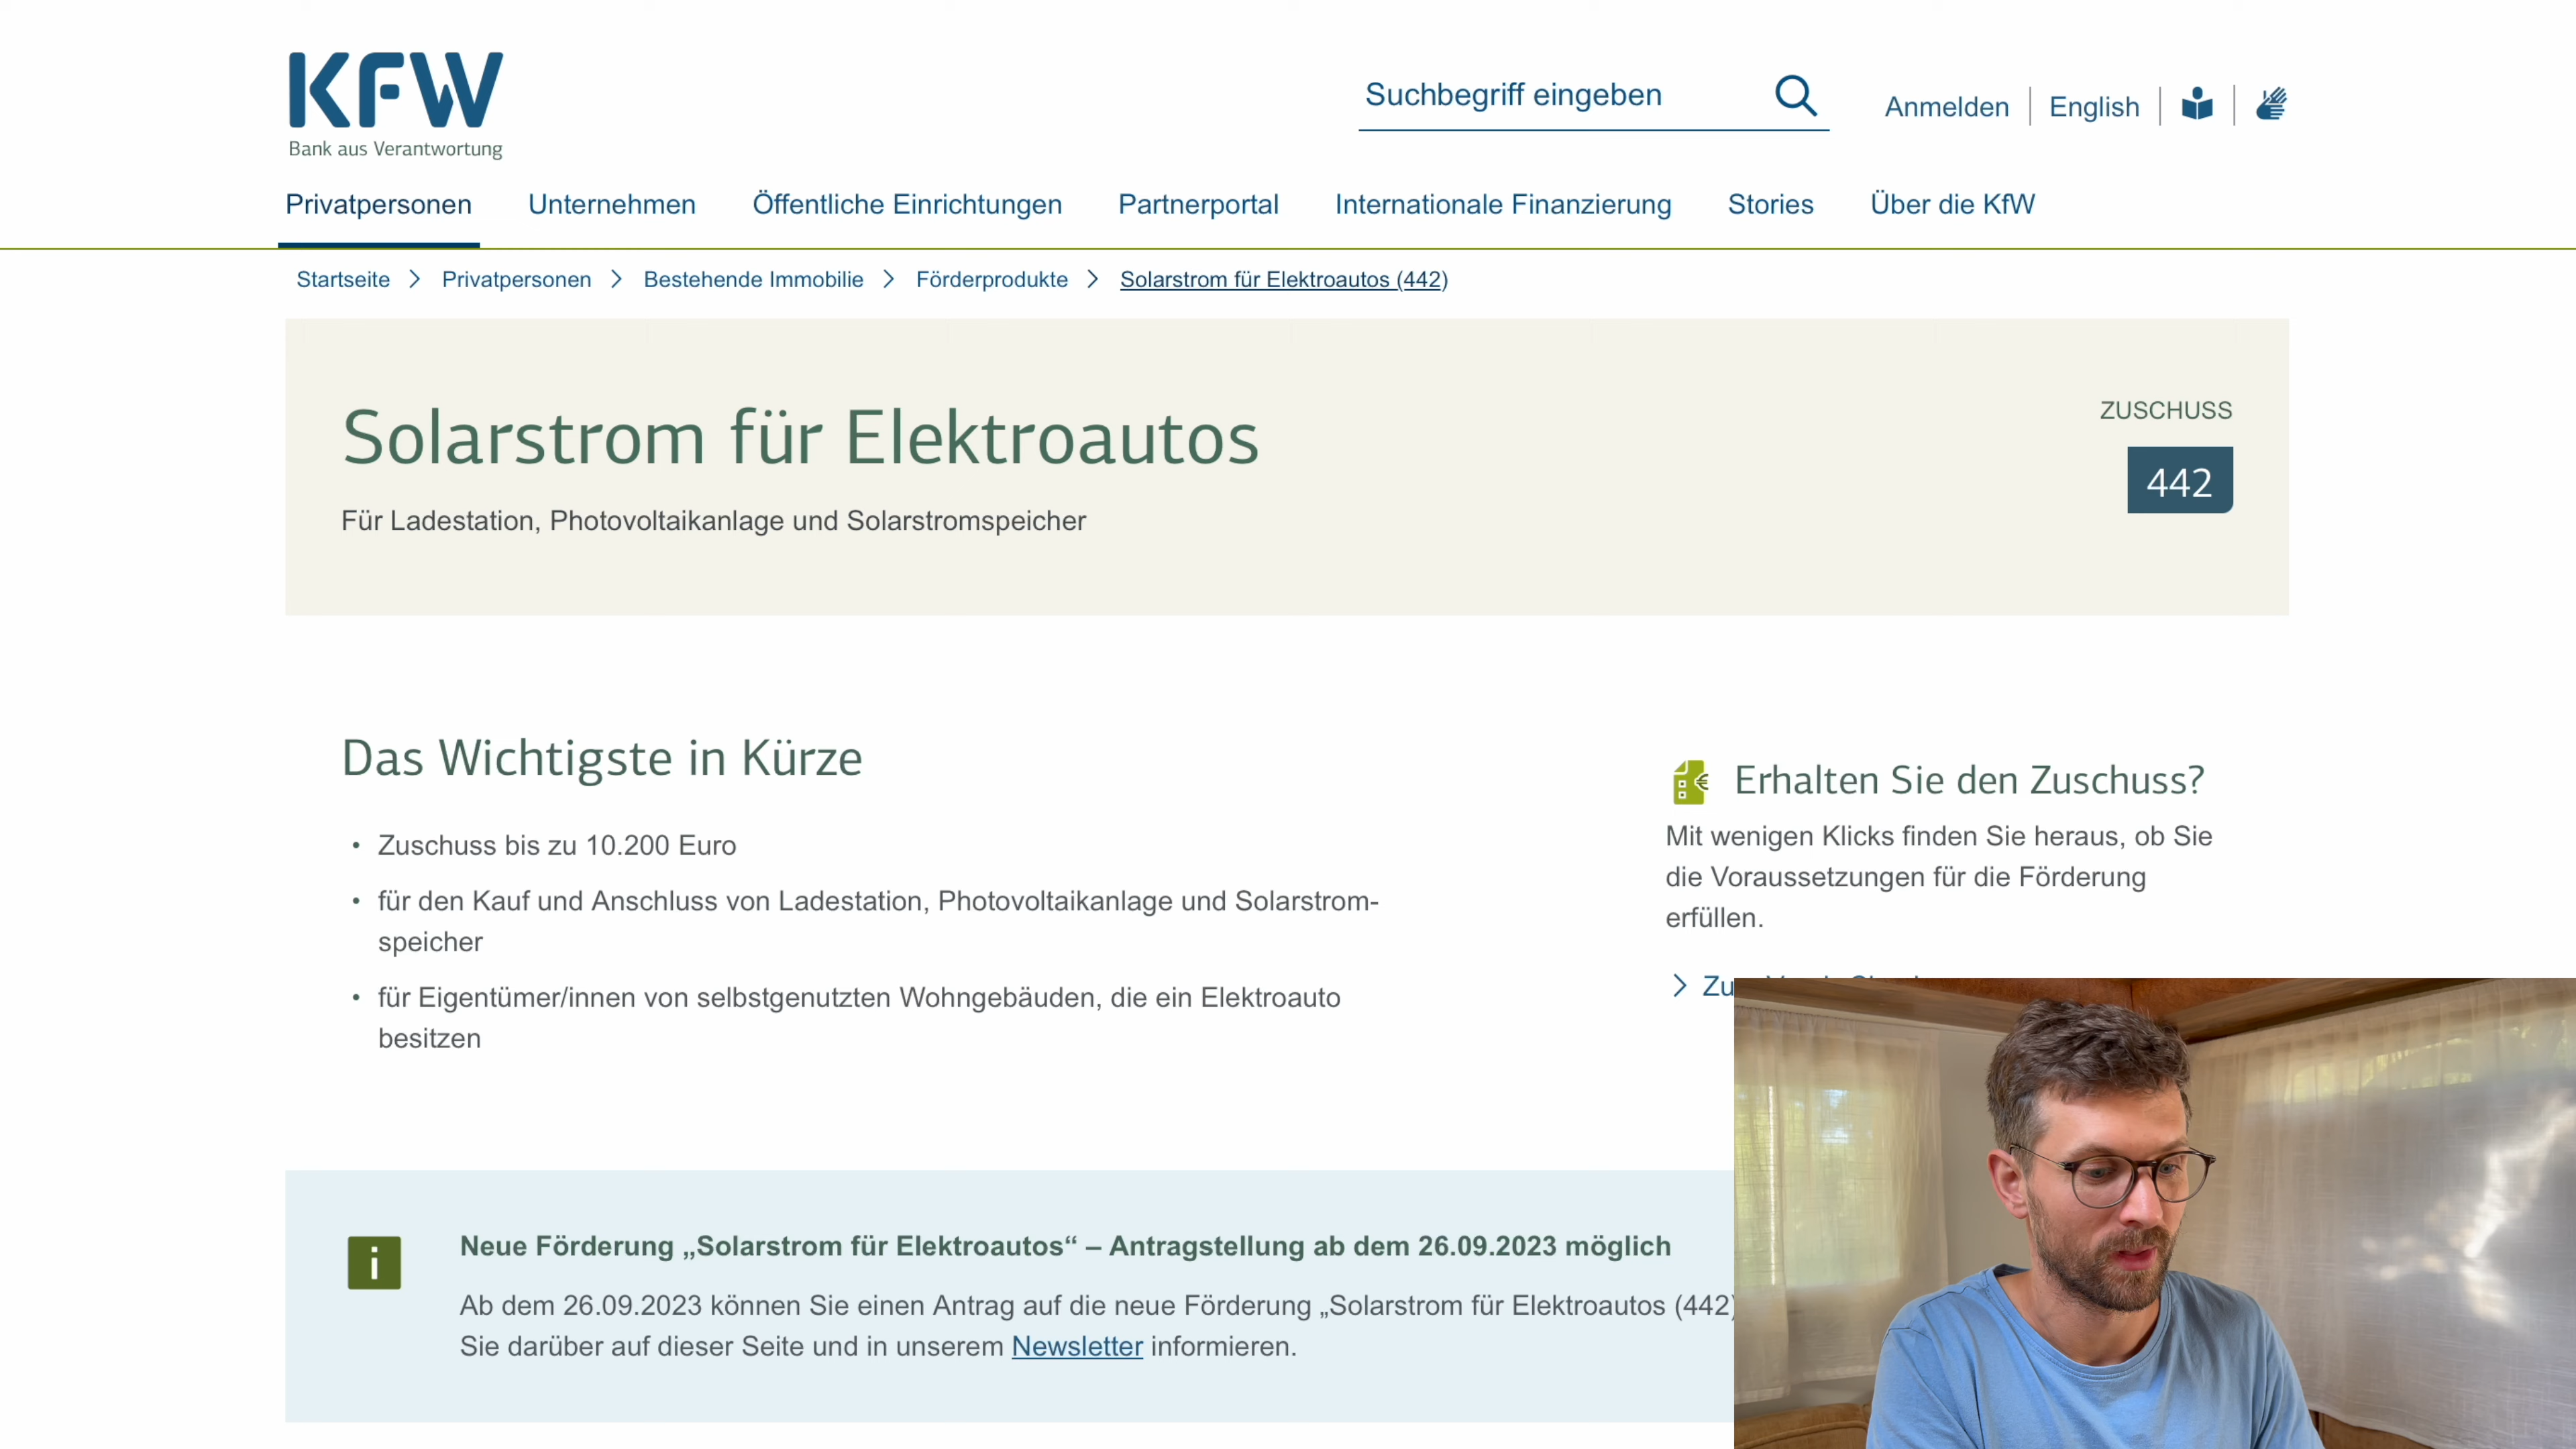 KFW
Bank aus Verantwortung
Suchbegriff eingeben
Anmelden
English
Privatpersonen
Unternehmen
Öffentliche Einrichtungen
Partnerportal
Internationale Finanzierung
Stories
Über die KfW
Startseite > Privatpersonen > Bestehende Immobilie > Förderprodukte > Solarstrom für Elektroautos (442)
Solarstrom für Elektroautos
Für Ladestation, Photovoltaikanlage und Solarstromspeicher
ZUSCHUSS
442
Das Wichtigste in Kürze
• Zuschuss bis zu 10.200 Euro
• für den Kauf und Anschluss von Ladestation, Photovoltaikanlage und Solarstrom-
speicher
• für Eigentümer/innen von selbstgenutzten Wohngebäuden, die ein Elektroauto
besitzen
Erhalten Sie den Zuschuss?
Mit wenigen Klicks finden Sie heraus, ob Sie
die Voraussetzungen für die Förderung
erfüllen.
i
Neue Förderung „Solarstrom für Elektroautos“ – Antragstellung ab dem 26.09.2023 möglich
Ab dem 26.09.2023 können Sie einen Antrag auf die neue Förderung „Solarstrom für Elektroautos (442)
Sie darüber auf dieser Seite und in unserem Newsletter informieren.